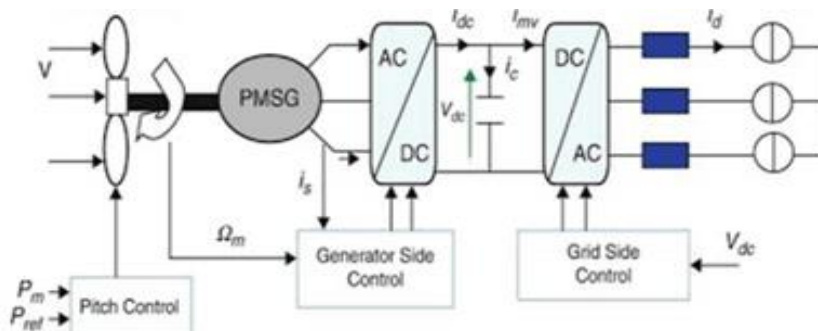 I_dc
I_mv
I_d
V
AC
DC
i_c
PMSG
V_dc
DC
AC
i_s
Ω_m
Generator Side
Control
Grid Side
Control
V_dc
P_m
P_ref
Pitch Control